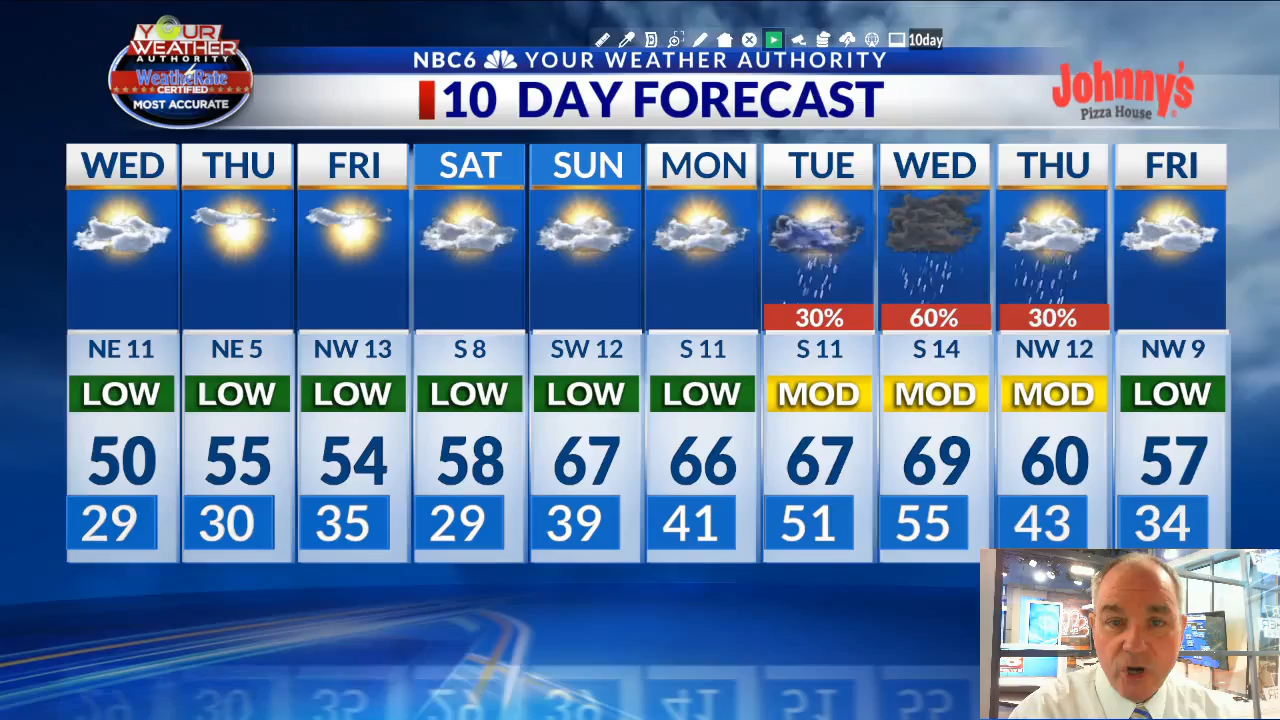 10day
YOUR
WEATHER
AUTHORITY
WeatheRate
CERTIFIED
MOST ACCURATE
NBC6 YOUR WEATHER AUTHORITY
10 DAY FORECAST
Johnny's
Pizza House
WED THU FRI SAT SUN MON TUE WED THU FRI
30% 60% 30%
NE 11 NE 5 NW 13 S 8 SW 12 S 11 S 11 S 14 NW 12 NW 9
LOW LOW LOW LOW LOW LOW MOD MOD MOD LOW
50 55 54 58 67 66 67 69 60 57
29 30 35 29 39 41 51 55 43 34